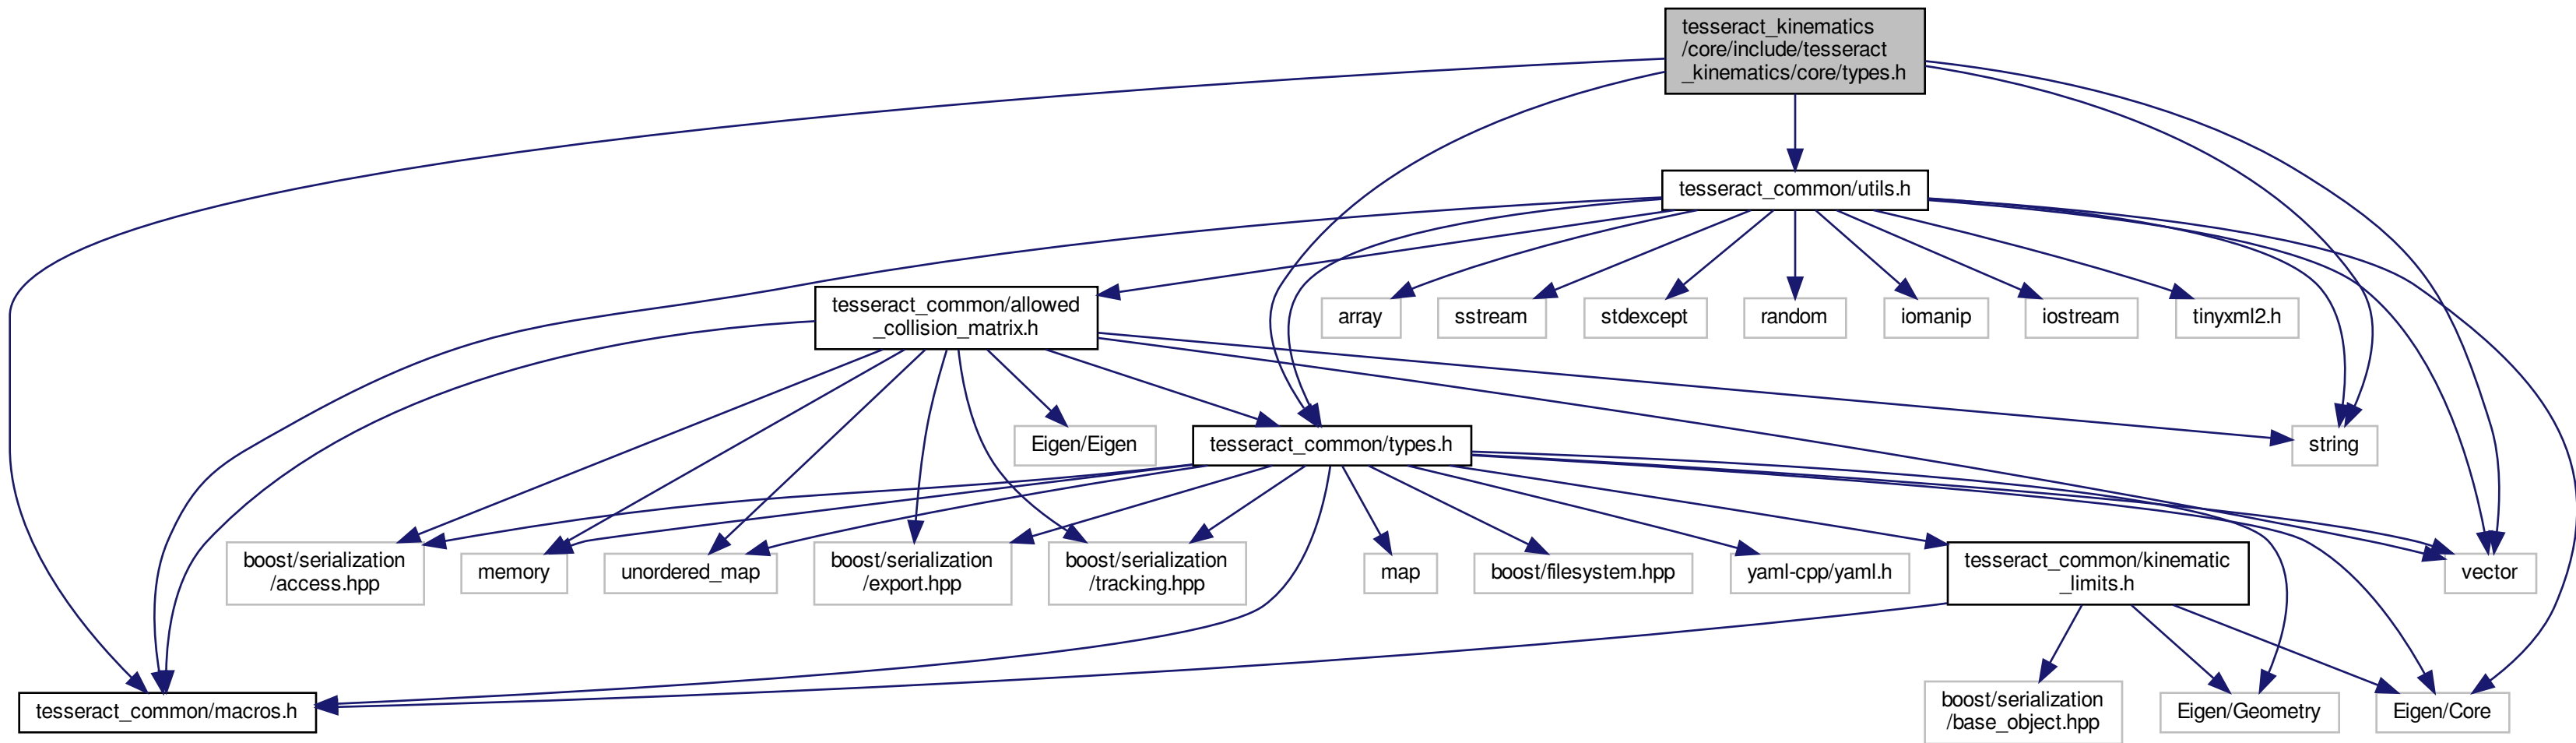 tesseract_kinematics
/core/include/tesseract
_kinematics/core/types.h
tesseract_common/utils.h
tesseract_common/allowed
_collision_matrix.h
array
sstream
stdexcept
random
iomanip
iostream
tinyxml2.h
Eigen/Eigen
tesseract_common/types.h
string
boost/serialization
/access.hpp
memory
unordered_map
boost/serialization
/export.hpp
boost/serialization
/tracking.hpp
map
boost/filesystem.hpp
yaml-cpp/yaml.h
tesseract_common/kinematic
_limits.h
vector
tesseract_common/macros.h
boost/serialization
/base_object.hpp
Eigen/Geometry
Eigen/Core